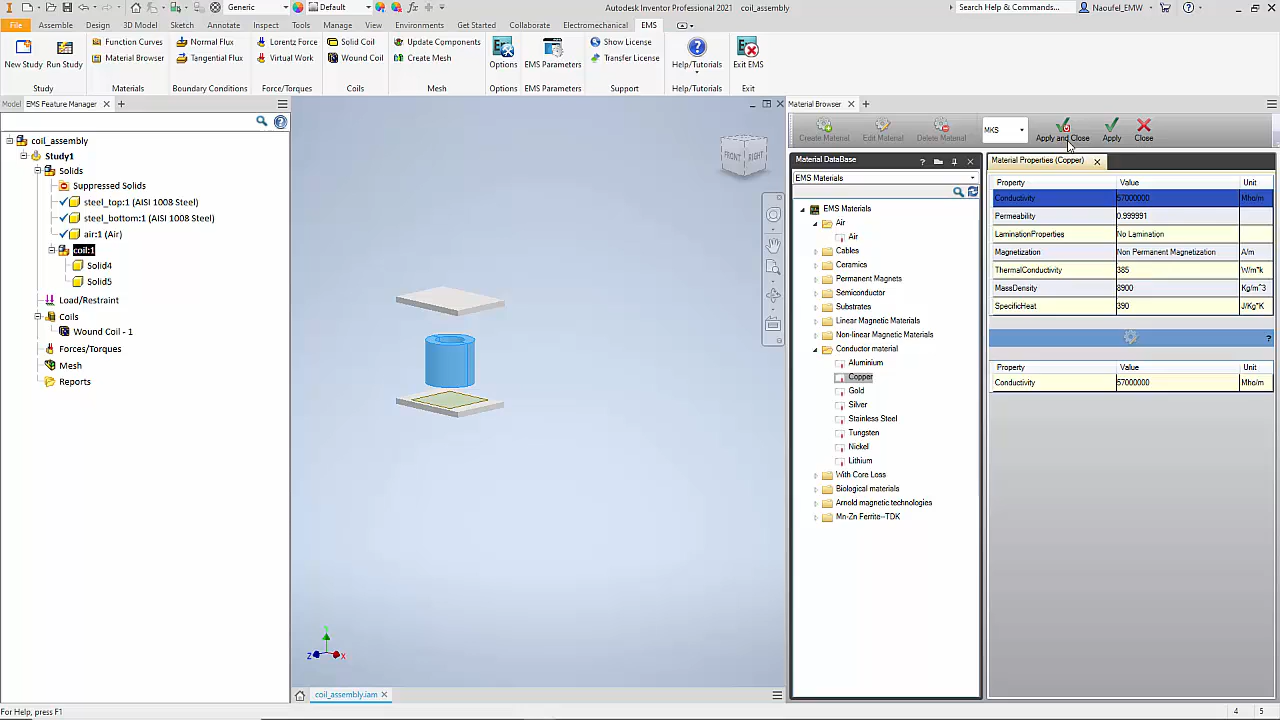 Generic
Default
Autodesk Inventor Professional 2021 coil_assembly
Search Help & Commands...
Naoufel_EMW
File Assemble Design 3D Model Sketch Annotate Inspect Tools Manage View Environments Get Started Collaborate Electromechanical EMS
New Study
Run Study
Study
Function Curves
Material Browser
Materials
Normal Flux
Tangential Flux
Boundary Conditions
Lorentz Force
Virtual Work
Force/Torques
Solid Coil
Wound Coil
Coils
Update Components
Create Mesh
Mesh
Options
Options
EMS Parameters
EMS Parameters
Show License
Transfer License
Support
Help/Tutorials
Help/Tutorials
Exit EMS
Exit
Model EMS Feature Manager
coil_assembly
Study1
Solids
Suppressed Solids
steel_top:1 (AISI 1008 Steel)
steel_bottom:1 (AISI 1008 Steel)
air:1 (Air)
coil:1
Solid4
Solid5
Load/Restraint
Coils
Wound Coil - 1
Forces/Torques
Mesh
Reports
FRONT
RIGHT
Y
Z
X
coil_assembly.iam
Material Browser
Create Material
Edit Material
Delete Material
MKS
Apply and Close
Apply
Close
Material DataBase
EMS Materials
EMS Materials
Air
Air
Cables
Ceramics
Permanent Magnets
Semiconductor
Substrates
Linear Magnetic Materials
Non-linear Magnetic Materials
Conductor material
Aluminium
Copper
Gold
Silver
Stainless Steel
Tungsten
Nickel
Lithium
With Core Loss
Biological materials
Arnold magnetic technologies
Mn-Zn Ferrite--TDK
Material Properties (Copper)
Property Value Unit
Conductivity 57000000 Mho/m
Permeability 0.999991
LaminationProperties No Lamination
Magnetization Non Permanent Magnetization A/m
ThermalConductivity 385 W/m*k
MassDensity 8900 Kg/m^3
SpecificHeat 390 J/Kg*K
?
Property Value Unit
Conductivity 57000000 Mho/m
For Help, press F1
4 5